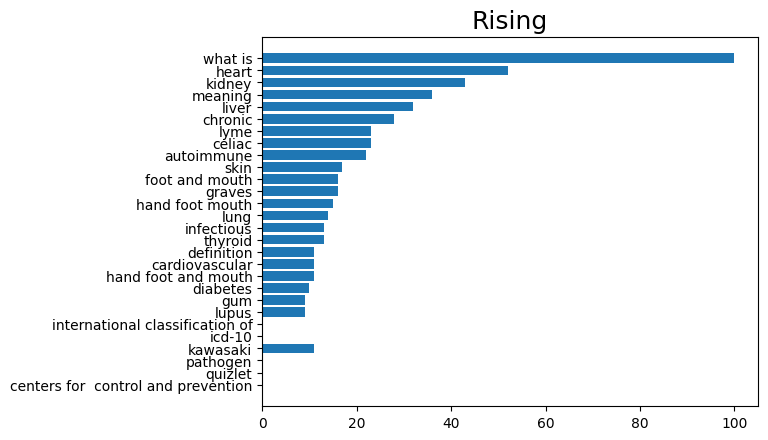 Rising
what is
heart
kidney
meaning
liver
chronic
lyme
celiac
autoimmune
skin
foot and mouth
graves
hand foot mouth
lung
infectious
thyroid
definition
cardiovascular
hand foot and mouth
diabetes
gum
lupus
international classification of
icd-10
kawasaki
pathogen
quizlet
centers for  control and prevention
0 20 40 60 80 100